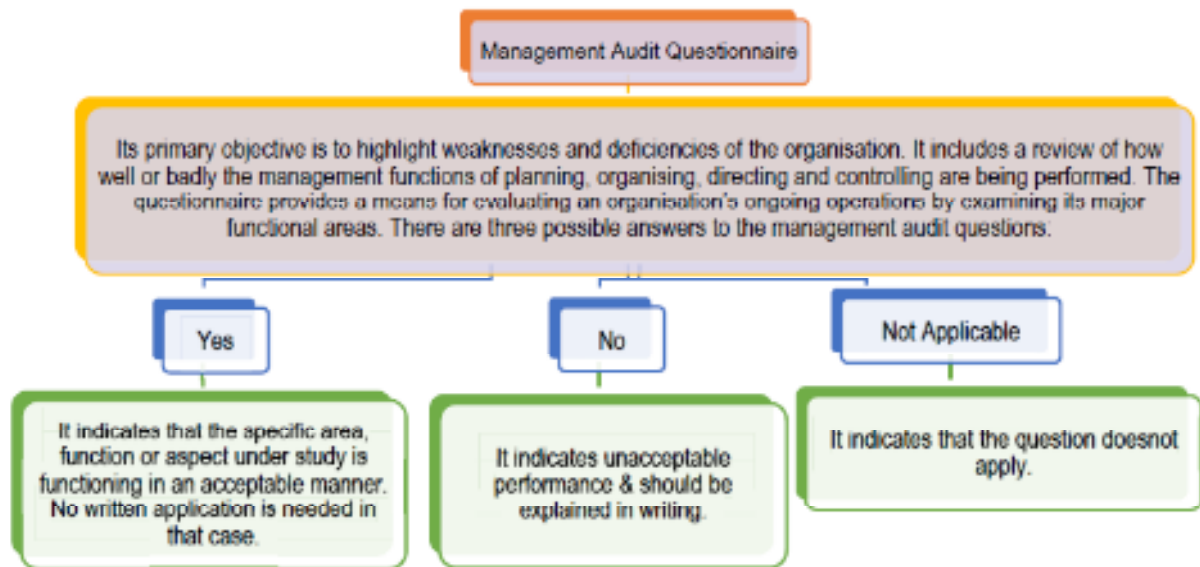 Management Audit Questionnaire
Its primary objective is to highlight weaknesses and deficiencies of the organisation. It includes a review of how
well or badly the management functions of planning, organising, directing and controlling are being performed. The
questionnaire provides a means for evaluating an organisation's ongoing operations by examining its major
functional areas. There are three possible answers to the management audit questions:
Yes
No
Not Applicable
It indicates that the specific area,
function or aspect under study is
functioning in an acceptable manner.
No written application is needed in
that case.
It indicates unacceptable
performance & should be
explained in writing.
It indicates that the question doesnot
apply.